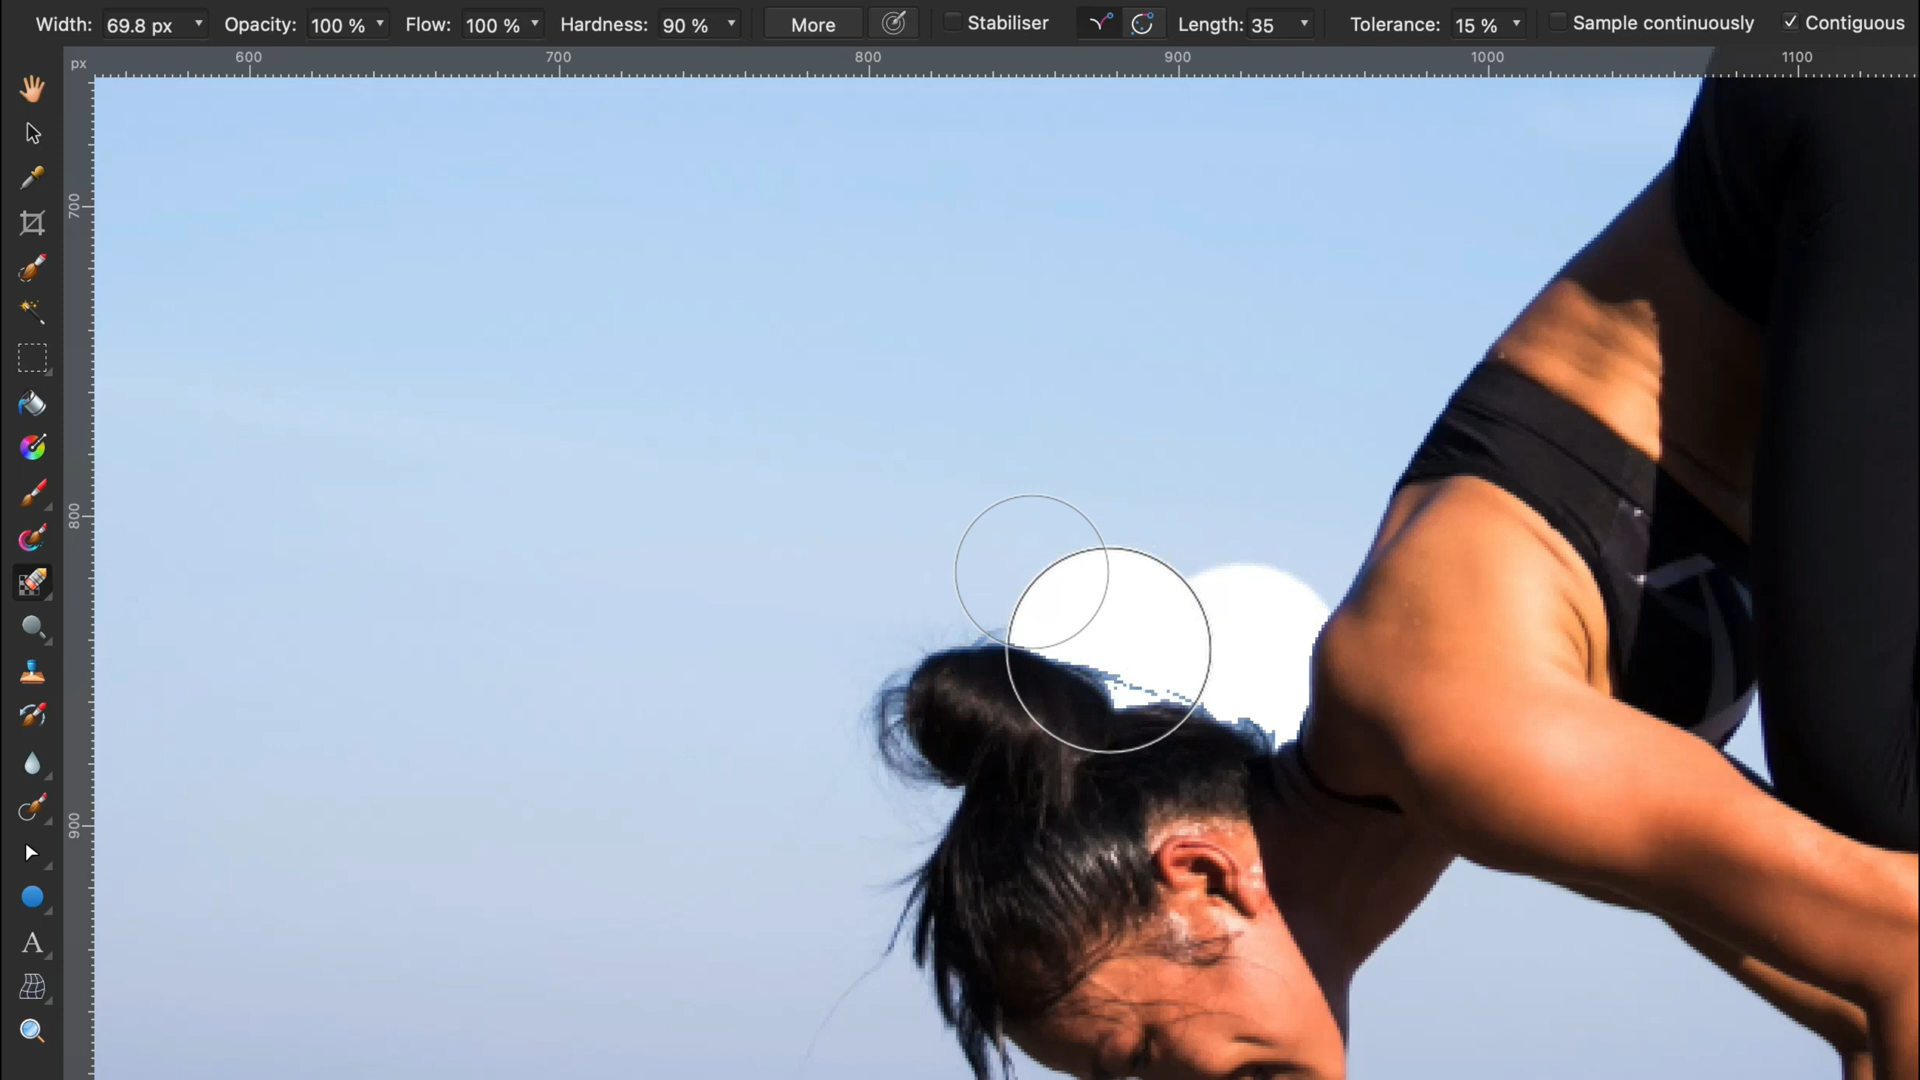 Width: 69.8 px Opacity: 100 % Flow: 100 % Hardness: 90 % More Stabiliser Length: 35 Tolerance: 15 % Sample continuously Contiguous
px 600 700 800 900 1000 1100
700
800
900
A